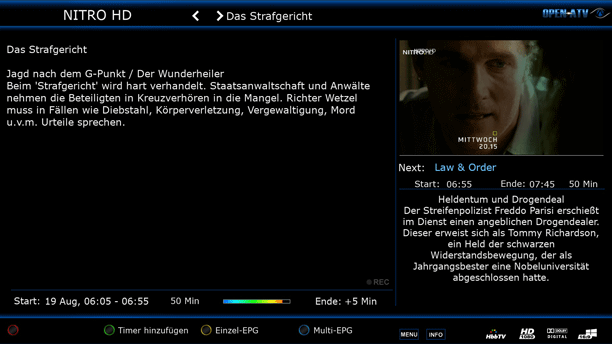 NITRO HD
Das Strafgericht
OPEN-ATV
Das Strafgericht
Jagd nach dem G-Punkt / Der Wunderheiler
Beim 'Strafgericht' wird hart verhandelt. Staatsanwaltschaft und Anwälte
nehmen die Beteiligten in Kreuzverhören in die Mangel. Richter Wetzel
muss in Fällen wie Diebstahl, Körperverletzung, Vergewaltigung, Mord
u.v.m. Urteile sprechen.
REC
Start: 19 Aug, 06:05 - 06:55 50 Min Ende: +5 Min
MITTWOCH
20.15
Next: Law & Order
Start: 06:55 Ende: 07:45 50 Min
Heldentum und Drogendeal
Der Streifenpolizist Freddo Parisi erschießt
im Dienst einen angeblichen Drogendealer.
Dieser erweist sich als Tommy Richardson,
ein Held der schwarzen
Widerstandsbewegung, der als
Jahrgangsbester eine Nobeluniversität
abgeschlossen hatte.
Timer hinzufügen Einzel-EPG Multi-EPG
MENU INFO HbbTV HD 1080 DOLBY DIGITAL